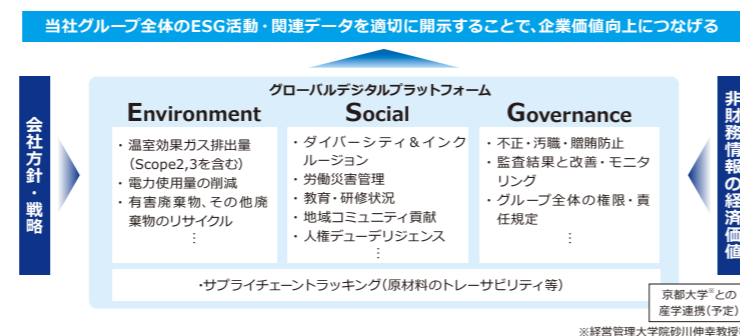 当社グループ全体のESG活動・関連データを適切に開示することで、企業価値向上につなげる
会社方針・戦略
グローバルデジタルプラットフォーム
Environment
・温室効果ガス排出量
(Scope2,3を含む)
・電力使用量の削減
・有害廃棄物、その他廃
棄物のリサイクル
⋮
Social
・ダイバーシティ&インク
ルージョン
・労働災害管理
・教育・研修状況
・地域コミュニティ貢献
・人権デューデリジェンス
⋮
Governance
・不正・汚職・贈賄防止
・監査結果と改善・モニタ
リング
・グループ全体の権限・責
任規定
⋮
・サプライチェーントラッキング(原材料のトレーサビリティ等)
非財務情報の経済価値
京都大学※との
産学連携(予定)
※経営管理大学院砂川伸幸教授